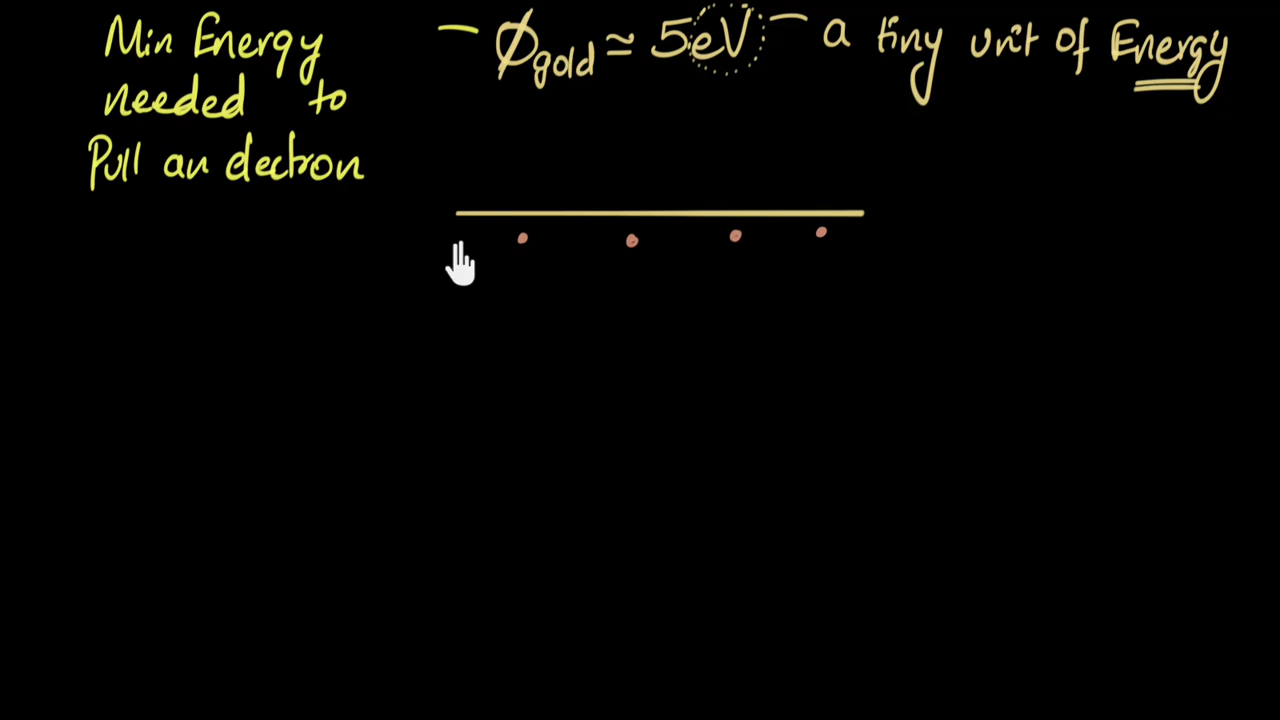 Min Energy
needed to
Pull an electron
– ϕgold ≃ 5eV – a tiny unit of Energy